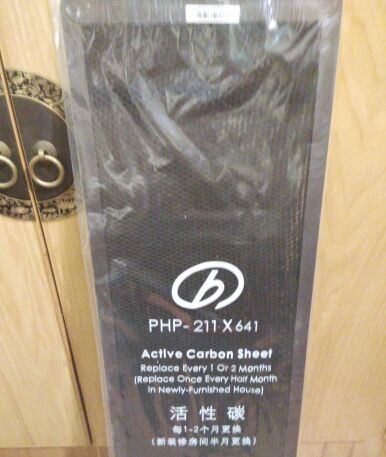 b
PHP-211X641
Active Carbon Sheet
Replace Every 1 Or 2 Months
(Replace Once Every Half Month
in Newly-Furnished House)
活性碳
每1-2个月更换
(新装修房间半月更换)